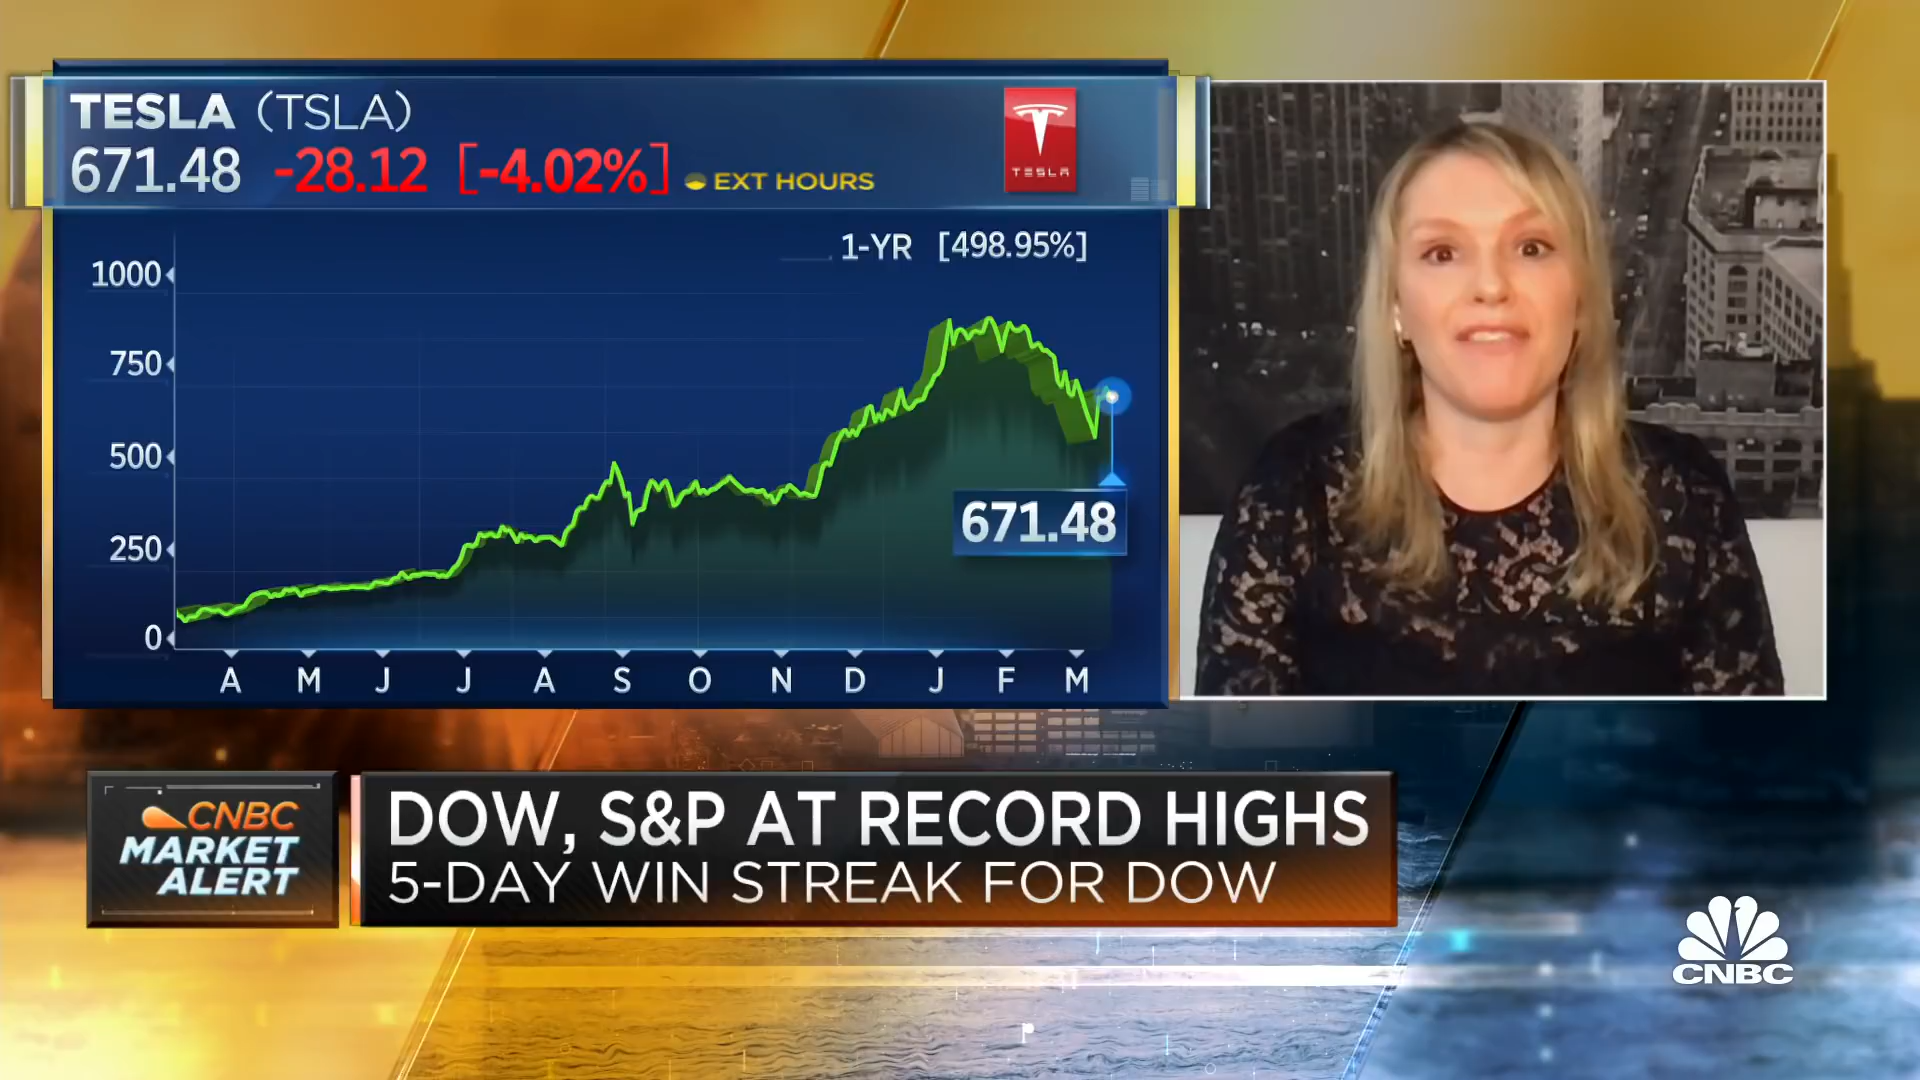 TESLA (TSLA)
671.48 -28.12 [-4.02%] EXT HOURS
TESLA
1-YR [498.95%]
1000
750
500
250
0
671.48
A M J J A S O N D J F M
CNBC
MARKET
ALERT
DOW, S&P AT RECORD HIGHS
5-DAY WIN STREAK FOR DOW
CNBC